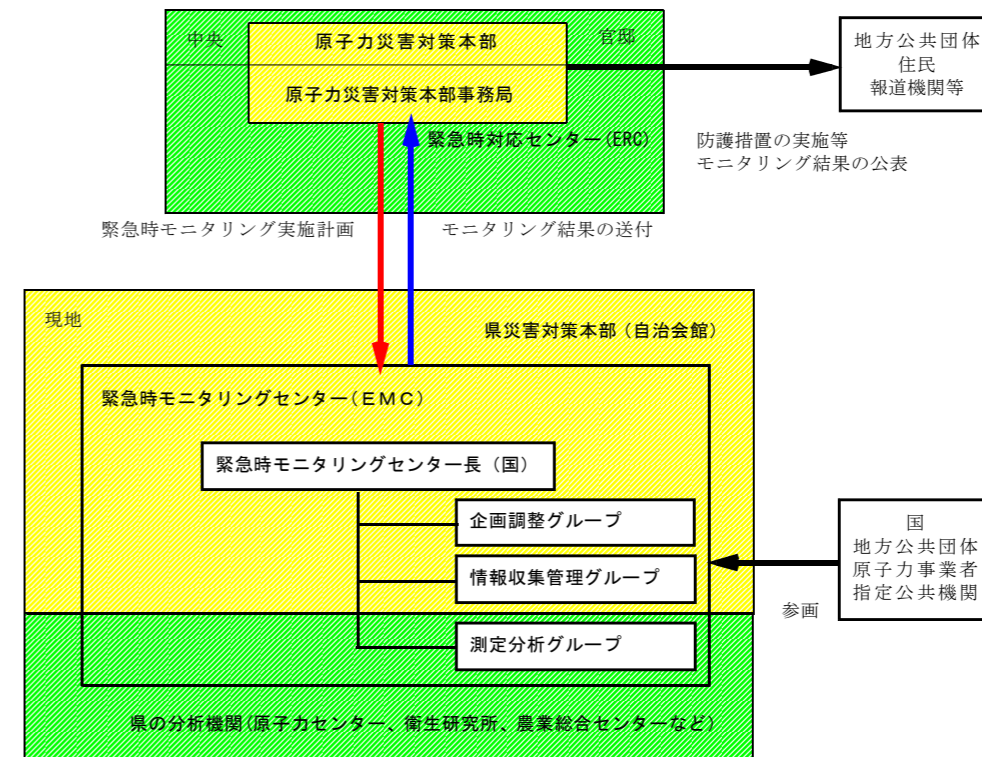 中央
原子力災害対策本部
官邸
原子力災害対策本部事務局
緊急時対応センター(ERC)
地方公共団体
住民
報道機関等
防護措置の実施等
モニタリング結果の公表
緊急時モニタリング実施計画
モニタリング結果の送付
現地
県災害対策本部（自治会館）
緊急時モニタリングセンター(ＥＭＣ)
緊急時モニタリングセンター長（国）
企画調整グループ
情報収集管理グループ
測定分析グループ
国
地方公共団体
原子力事業者
指定公共機関
参画
県の分析機関(原子力センター、衛生研究所、農業総合センターなど)